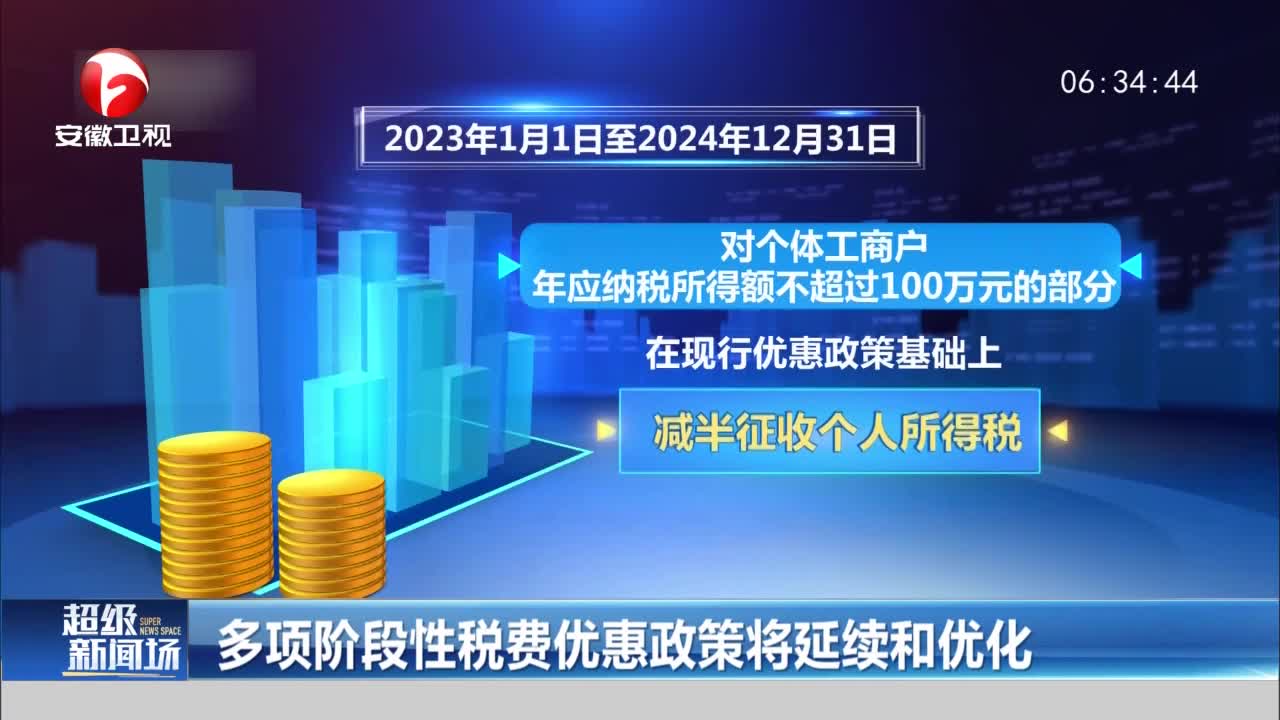 安徽卫视
06:34:44
2023年1月1日至2024年12月31日
对个体工商户
年应纳税所得额不超过100万元的部分
在现行优惠政策基础上
减半征收个人所得税
超级
新闻场
SUPER
NEWS SPACE
多项阶段性税费优惠政策将延续和优化